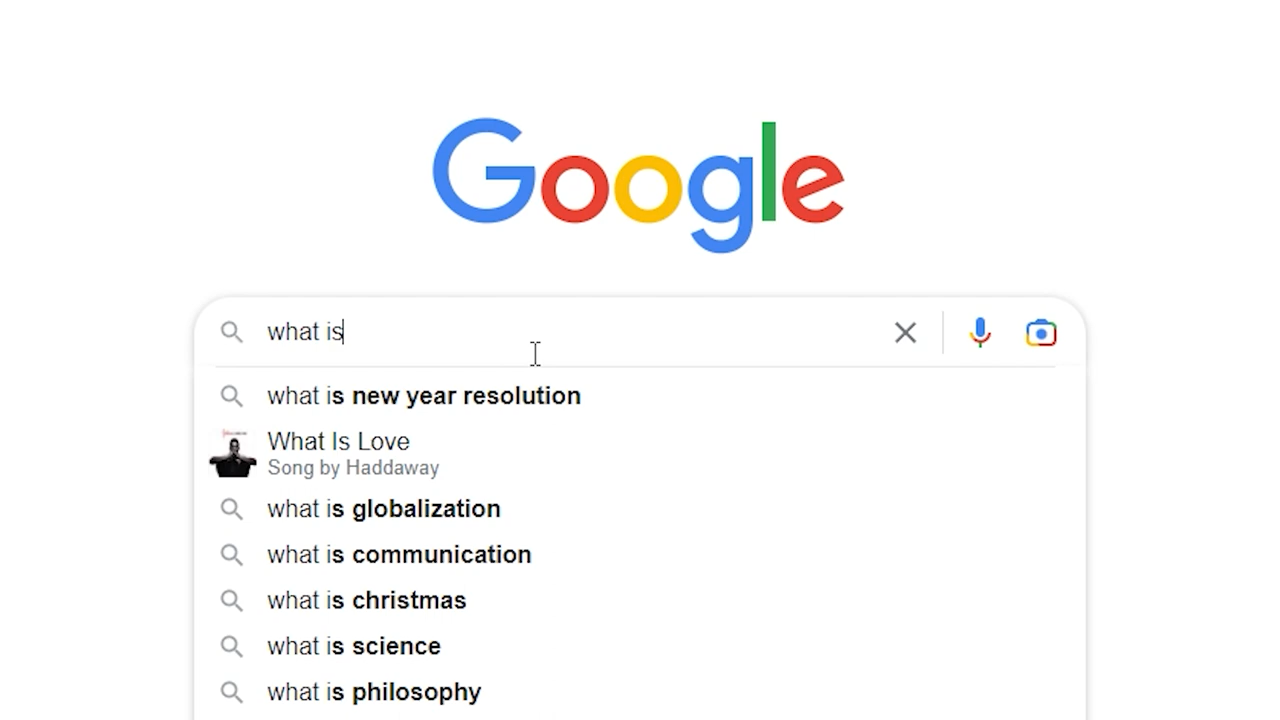 Google
what is
what is new year resolution
What Is Love
Song by Haddaway
what is globalization
what is communication
what is christmas
what is science
what is philosophy